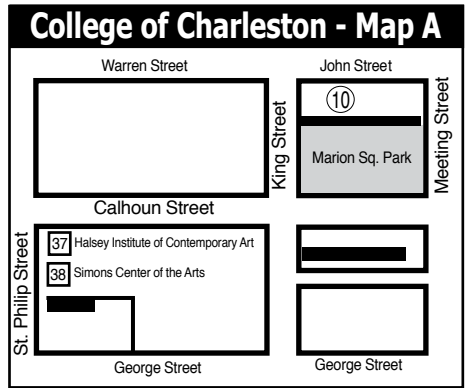 College of Charleston - Map A
Warren Street
John Street
10
King Street
Marion Sq. Park
Meeting Street
Calhoun Street
St. Philip Street
37 Halsey Institute of Contemporary Art
38 Simons Center of the Arts
George Street
George Street